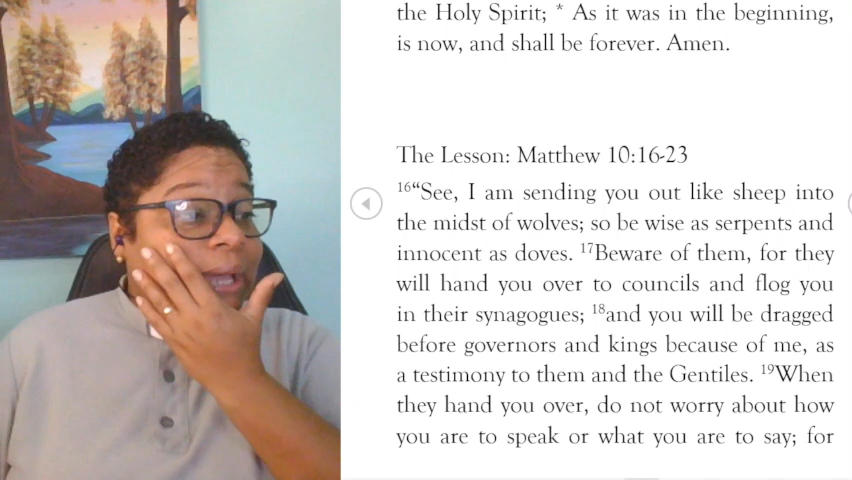 the Holy Spirit; * As it was in the beginning,
is now, and shall be forever. Amen.
The Lesson: Matthew 10:16-23
16“See, I am sending you out like sheep into
the midst of wolves; so be wise as serpents and
innocent as doves. 17Beware of them, for they
will hand you over to councils and flog you
in their synagogues; 18and you will be dragged
before governors and kings because of me, as
a testimony to them and the Gentiles. 19When
they hand you over, do not worry about how
you are to speak or what you are to say; for